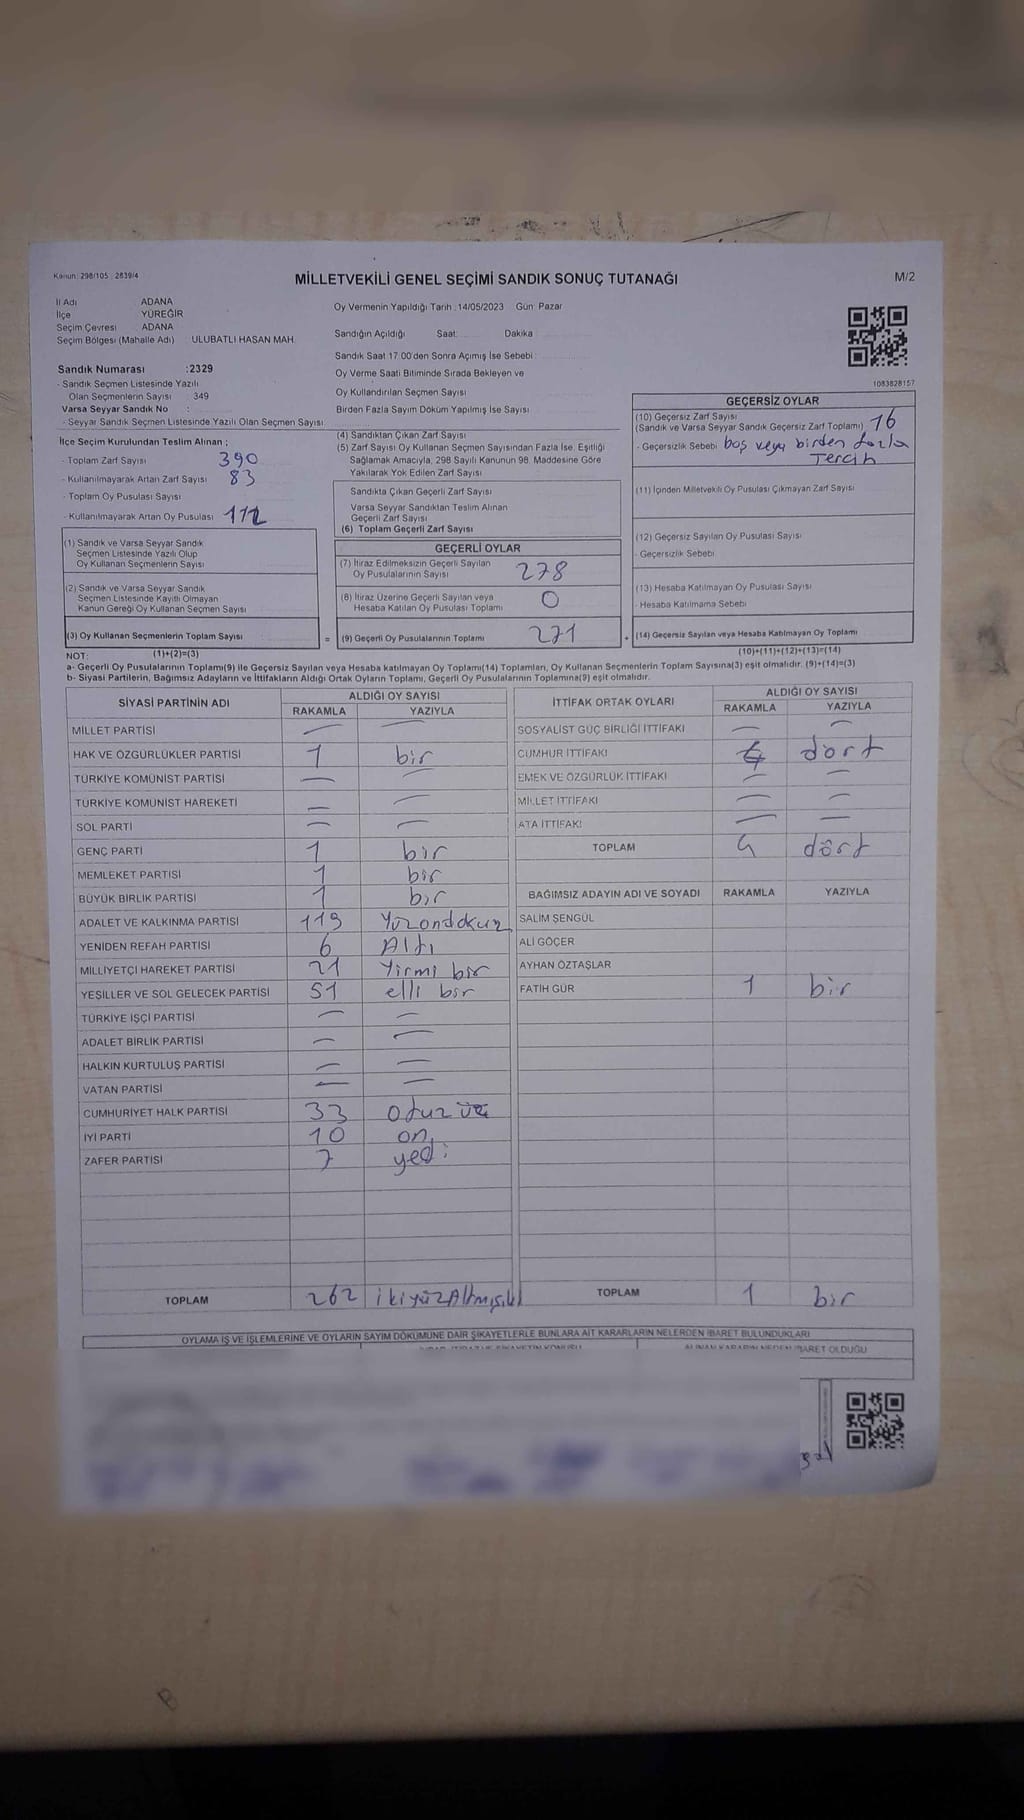 Kanun: 298/105 2839/4
MİLLETVEKİLİ GENEL SEÇİMİ SANDIK SONUÇ TUTANAĞI
M/2
İl Adı ADANA
İlçe YÜREĞİR
Seçim Çevresi ADANA
Seçim Bölgesi (Mahalle Adı) ULUBATLI HASAN MAH.
Sandık Numarası :2329
- Sandık Seçmen Listesinde Yazılı
Olan Seçmenlerin Sayısı : 349
Varsa Seyyar Sandık No :
- Seyyar Sandık Seçmen Listesinde Yazılı Olan Seçmen Sayısı:
İlçe Seçim Kurulundan Teslim Alınan ;
- Toplam Zarf Sayısı 390
- Kullanılmayarak Artan Zarf Sayısı 83
- Toplam Oy Pusulası Sayısı
- Kullanılmayarak Artan Oy Pusulası 112
Oy Vermenin Yapıldığı Tarih : 14/05/2023 Gün Pazar
Sandığın Açıldığı Saat: Dakika
Sandık Saat 17.00'den Sonra Açımış İse Sebebi
Oy Verme Saati Bitiminde Sırada Bekleyen ve
Oy Kullandırılan Seçmen Sayısı
Birden Fazla Sayım Döküm Yapılmış İse Sayısı
(4) Sandıktan Çıkan Zarf Sayısı
(5) Zarf Sayısı Oy Kullanan Seçmen Sayısından Fazla İse, Eşitliği
Sağlamak Amacıyla, 298 Sayılı Kanunun 98. Maddesine Göre
Yakılarak Yok Edilen Zarf Sayısı
Sandıkta Çıkan Geçerli Zarf Sayısı
Varsa Seyyar Sandıktan Teslim Alınan
Geçerli Zarf Sayısı
(6) Toplam Geçerli Zarf Sayısı
1083828157
GEÇERSİZ OYLAR
(10) Geçersiz Zarf Sayısı
(Sandık ve Varsa Seyyar Sandık Geçersiz Zarf Toplamı) 16
- Geçersizlik Sebebi boş veya birden fazla
Tercih
(11) İçinden Milletvekili Oy Pusulası Çıkmayan Zarf Sayısı
(12) Geçersiz Sayılan Oy Pusulası Sayısı
- Geçersizlik Sebebi
(13) Hesaba Katılmayan Oy Pusulası Sayısı
- Hesaba Katılmama Sebebi
(14) Geçersiz Sayılan veya Hesaba Katılmayan Oy Toplamı
(10)+(11)+(12)+(13)=(14)
(1) Sandık ve Varsa Seyyar Sandık
Seçmen Listesinde Yazılı Olup
Oy Kullanan Seçmenlerin Sayısı
(2) Sandık ve Varsa Seyyar Sandık
Seçmen Listesinde Kayıtlı Olmayan
Kanun Gereği Oy Kullanan Seçmen Sayısı
(3) Oy Kullanan Seçmenlerin Toplam Sayısı =
GEÇERLİ OYLAR
(7) İtiraz Edilmeksizin Geçerli Sayılan
Oy Pusulalarının Sayısı 278
(8) İtiraz Üzerine Geçerli Sayılan veya
Hesaba Katılan Oy Pusulası Toplamı 0
(9) Geçerli Oy Pusulalarının Toplamı 271 +
NOT: (1)+(2)=(3)
a- Geçerli Oy Pusulalarının Toplamı(9) ile Geçersiz Sayılan veya Hesaba katılmayan Oy Toplamı(14) Toplamları, Oy Kullanan Seçmenlerin Toplam Sayısına(3) eşit olmalıdır. (9)+(14)=(3)
b- Siyasi Partilerin, Bağımsız Adayların ve İttifakların Aldığı Ortak Oyların Toplamı, Geçerli Oy Pusulalarının Toplamına(9) eşit olmalıdır.
SİYASİ PARTİNİN ADI ALDIĞI OY SAYISI
RAKAMLA YAZIYLA
MİLLET PARTİSİ — —
HAK VE ÖZGÜRLÜKLER PARTİSİ 1 bir
TÜRKİYE KOMÜNİST PARTİSİ — —
TÜRKİYE KOMÜNİST HAREKETİ — —
SOL PARTİ — —
GENÇ PARTİ 1 bir
MEMLEKET PARTİSİ 1 bir
BÜYÜK BİRLİK PARTİSİ 1 bir
ADALET VE KALKINMA PARTİSİ 119 Yüzondokuz
YENİDEN REFAH PARTİSİ 6 Altı
MİLLİYETÇİ HAREKET PARTİSİ 21 Yirmi bir
YEŞİLLER VE SOL GELECEK PARTİSİ 51 elli bir
TÜRKİYE İŞÇİ PARTİSİ — —
ADALET BİRLİK PARTİSİ — —
HALKIN KURTULUŞ PARTİSİ — —
VATAN PARTİSİ — —
CUMHURİYET HALK PARTİSİ 33 otuz üç
İYİ PARTİ 10 on
ZAFER PARTİSİ 7 yedi
TOPLAM 262
İTTİFAK ORTAK OYLARI ALDIĞI OY SAYISI
RAKAMLA YAZIYLA
SOSYALİST GÜÇ BİRLİĞİ İTTİFAKI — —
CUMHUR İTTİFAKI 4 dört
EMEK VE ÖZGÜRLÜK İTTİFAKI — —
MİLLET İTTİFAKI — —
ATA İTTİFAKI — —
TOPLAM 4 dört
BAĞIMSIZ ADAYIN ADI VE SOYADI RAKAMLA YAZIYLA
SALİM ŞENGÜL
ALİ GÖÇER
AYHAN ÖZTAŞLAR
FATİH GÜR 1 bir
TOPLAM 1 bir
OYLAMA İŞ VE İŞLEMLERİNE VE OYLARIN SAYIM DÖKÜMÜNE DAİR ŞİKAYETLERLE BUNLARA AİT KARARLARIN NELERDEN İBARET BULUNDUKLARI